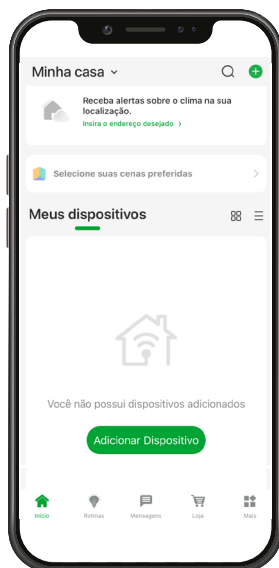 Minha casa
Receba alertas sobre o clima na sua
localização.
Insira o endereço desejado
Selecione suas cenas preferidas
Meus dispositivos
Você não possui dispositivos adicionados
Adicionar Dispositivo
Início
Rotinas
Mensagens
Loja
Mais